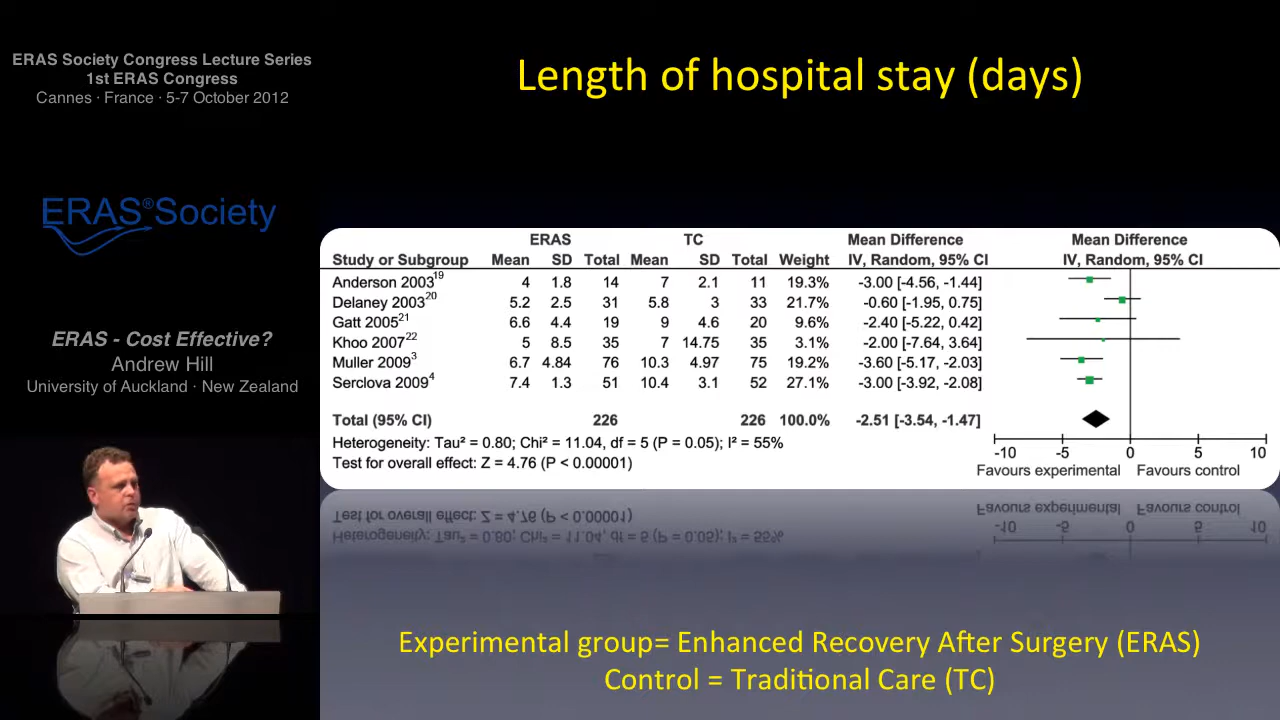 ERAS Society Congress Lecture Series
1st ERAS Congress
Cannes · France · 5-7 October 2012
ERAS®Society
ERAS - Cost Effective?
Andrew Hill
University of Auckland · New Zealand
Length of hospital stay (days)
ERAS TC Mean Difference Mean Difference
Study or Subgroup Mean SD Total Mean SD Total Weight IV, Random, 95% CI IV, Random, 95% CI
Anderson 2003¹⁹ 4 1.8 14 7 2.1 11 19.3% -3.00 [-4.56, -1.44]
Delaney 2003²⁰ 5.2 2.5 31 5.8 3 33 21.7% -0.60 [-1.95, 0.75]
Gatt 2005²¹ 6.6 4.4 19 9 4.6 20 9.6% -2.40 [-5.22, 0.42]
Khoo 2007²² 5 8.5 35 7 14.75 35 3.1% -2.00 [-7.64, 3.64]
Muller 2009³ 6.7 4.84 76 10.3 4.97 75 19.2% -3.60 [-5.17, -2.03]
Serclova 2009⁴ 7.4 1.3 51 10.4 3.1 52 27.1% -3.00 [-3.92, -2.08]
Total (95% CI) 226 226 100.0% -2.51 [-3.54, -1.47]
Heterogeneity: Tau² = 0.80; Chi² = 11.04, df = 5 (P = 0.05); I² = 55%
Test for overall effect: Z = 4.76 (P < 0.00001)
-10 -5 0 5 10
Favours experimental Favours control
Experimental group= Enhanced Recovery After Surgery (ERAS)
Control = Traditional Care (TC)